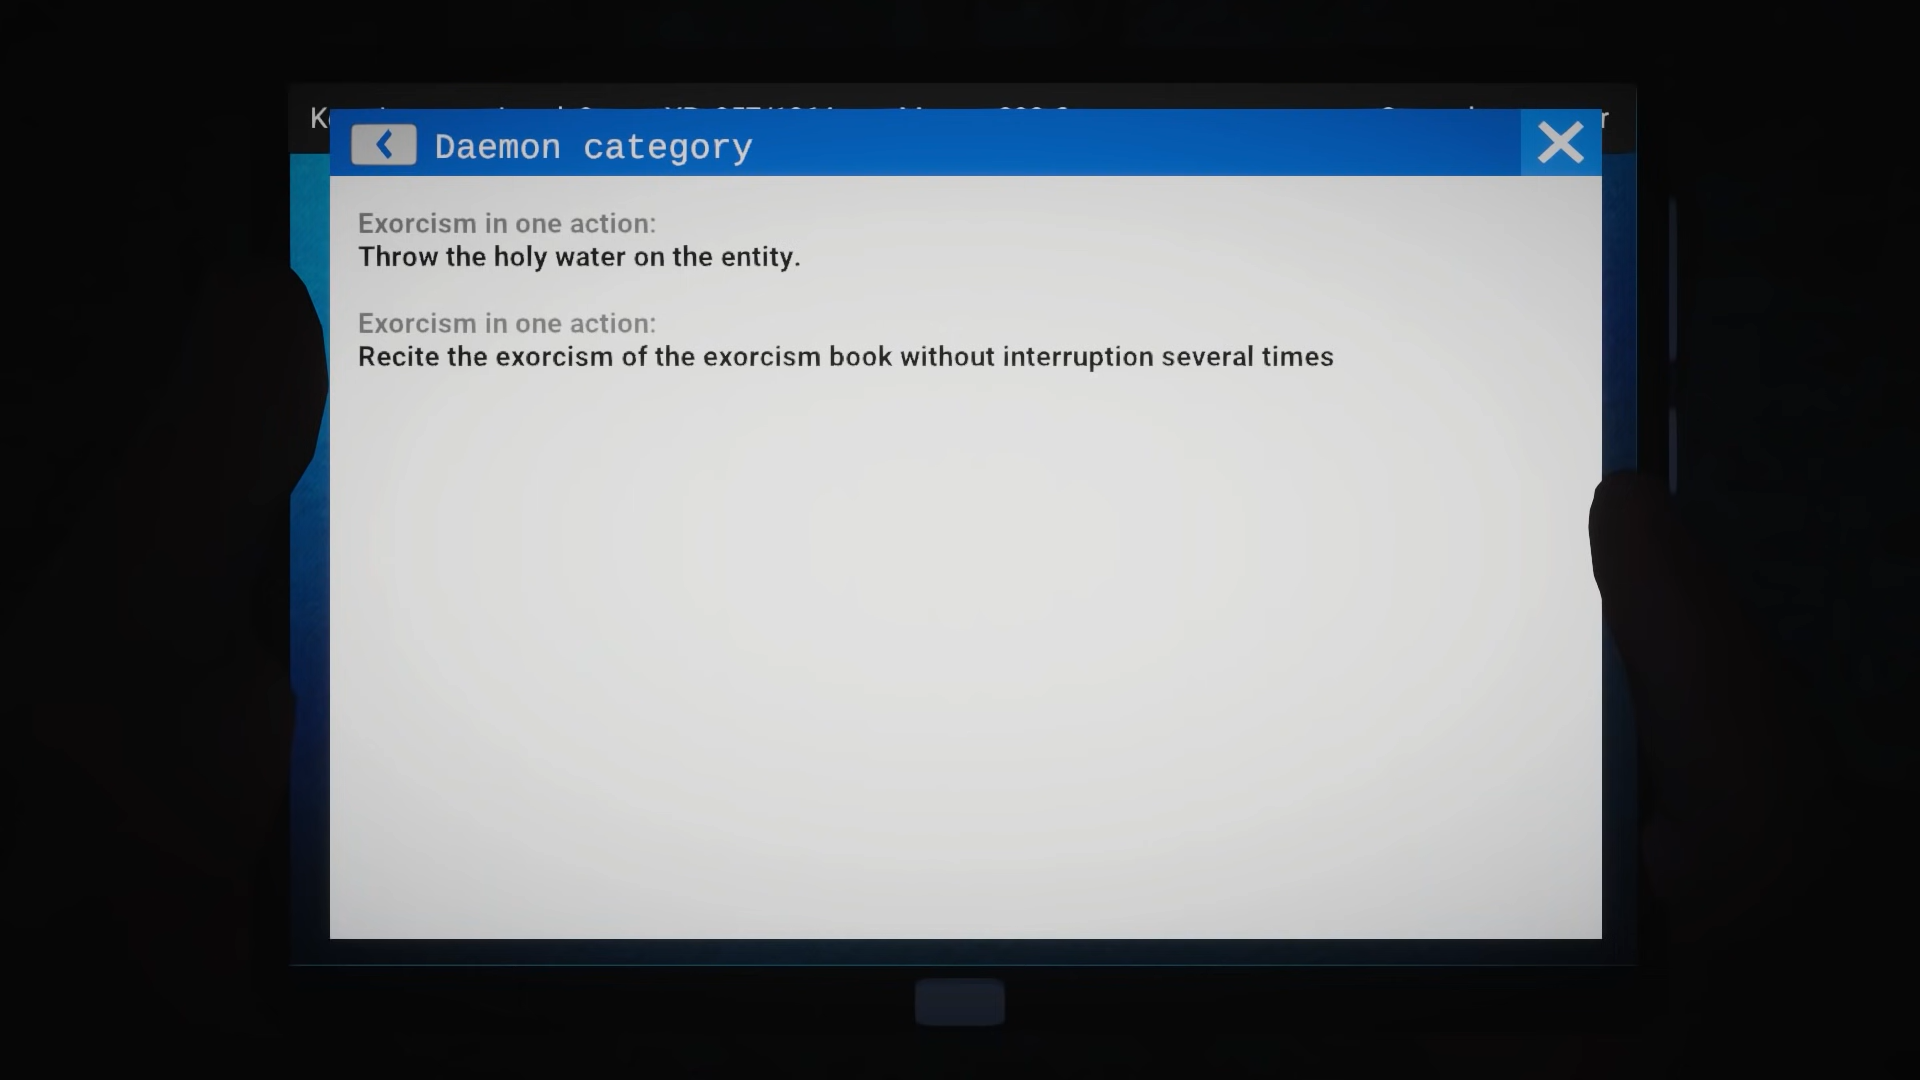 Daemon category
Exorcism in one action:
Throw the holy water on the entity.
Exorcism in one action:
Recite the exorcism of the exorcism book without interruption several times